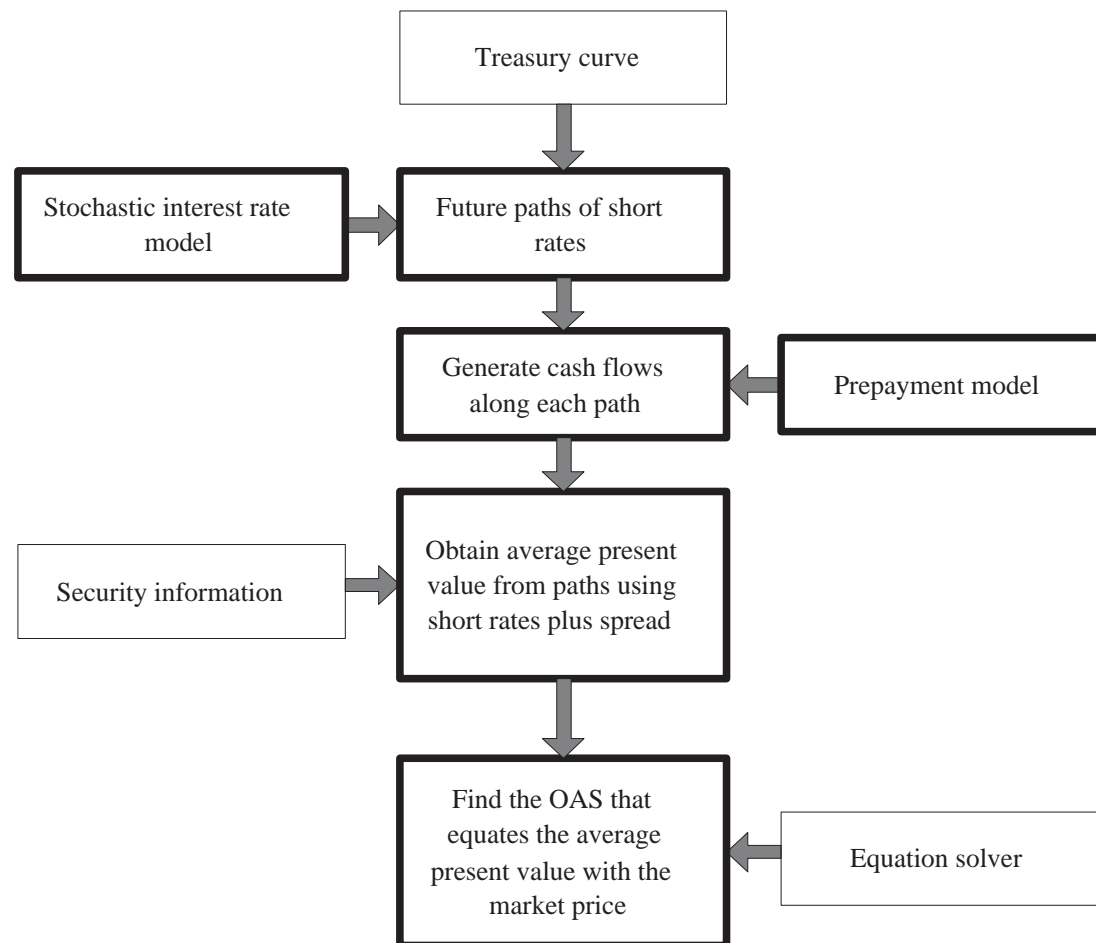 Treasury curve
Stochastic interest rate
model
Future paths of short
rates
Generate cash flows
along each path
Prepayment model
Security information
Obtain average present
value from paths using
short rates plus spread
Find the OAS that
equates the average
present value with the
market price
Equation solver